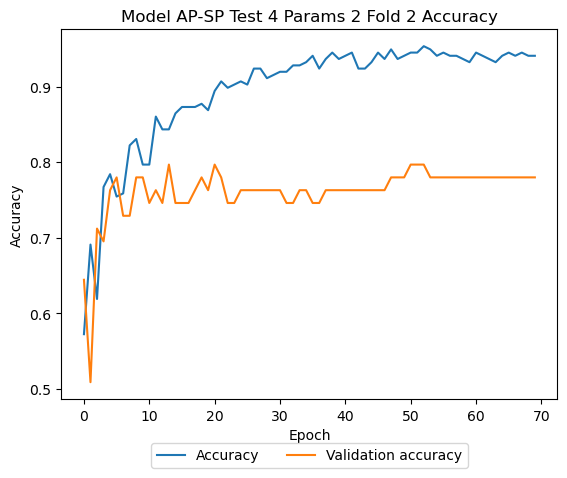 Model AP-SP Test 4 Params 2 Fold 2 Accuracy
Accuracy
0.9
0.8
0.7
0.6
0.5
0 10 20 30 40 50 60 70
Epoch
Accuracy Validation accuracy